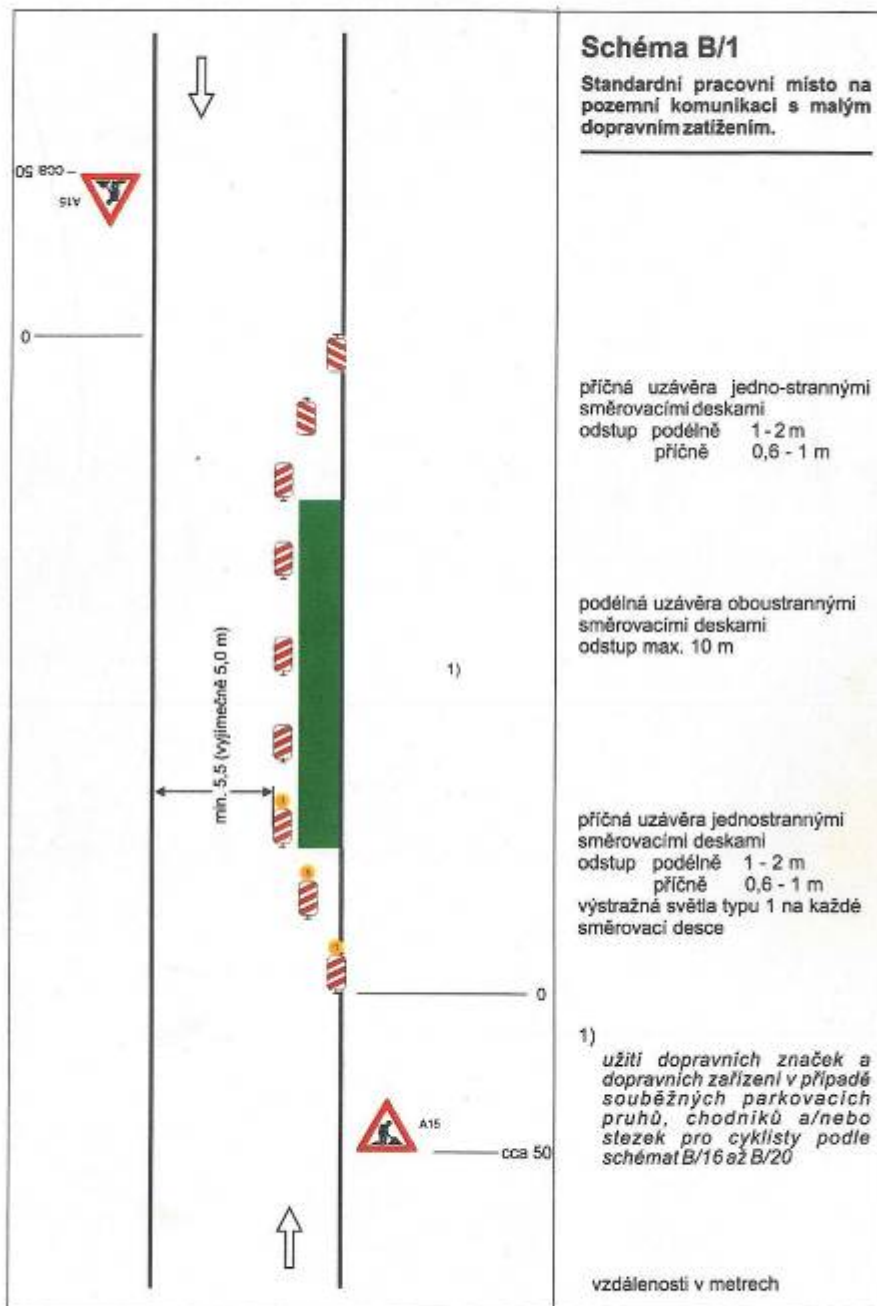 Schéma B/1
Standardní pracovní místo na
pozemní komunikaci s malým
dopravním zatížením.
cca 50
A15
0
příčná uzávěra jedno-strannými
směrovacími deskami
odstup podélně 1 - 2 m
příčně 0,6 - 1 m
podélná uzávěra oboustrannými
směrovacími deskami
odstup max. 10 m
1)
min. 5,5 (vyjímečně 5,0 m)
příčná uzávěra jednostrannými
směrovacími deskami
odstup podélně 1 - 2 m
příčně 0,6 - 1 m
výstražná světla typu 1 na každé
směrovací desce
1
1
1
0
1)
užití dopravních značek a
dopravních zařízení v případě
souběžných parkovacích
pruhů, chodníků a/nebo
stezek pro cyklisty podle
schémat B/16 až B/20
A15
cca 50
vzdálenosti v metrech